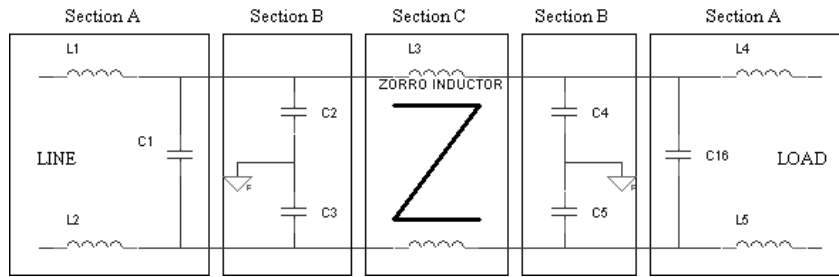 Section A Section B Section C Section B Section A
L1 L3 L4
ZORRO INDUCTOR
C2 C4
C1 C16
LINE LOAD
F F
C3 C5
L2 L5